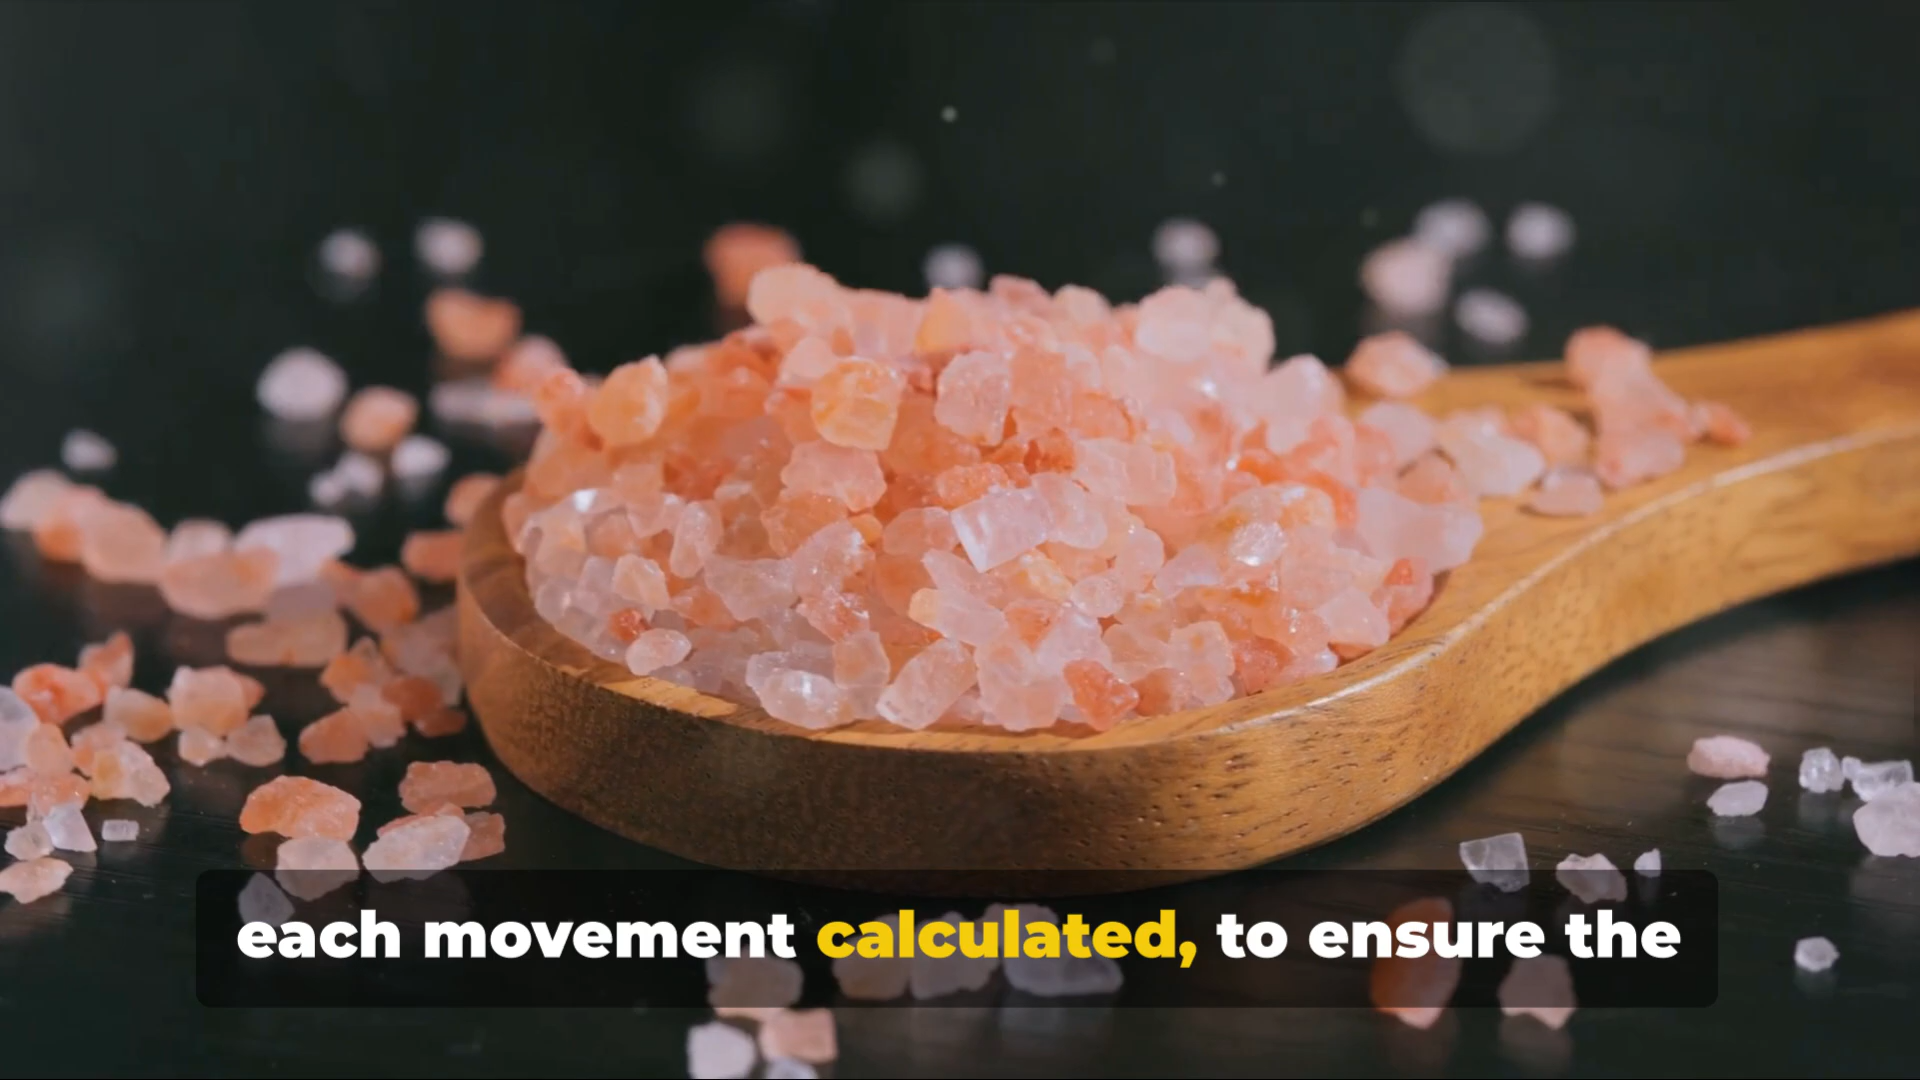 each movement calculated, to ensure the